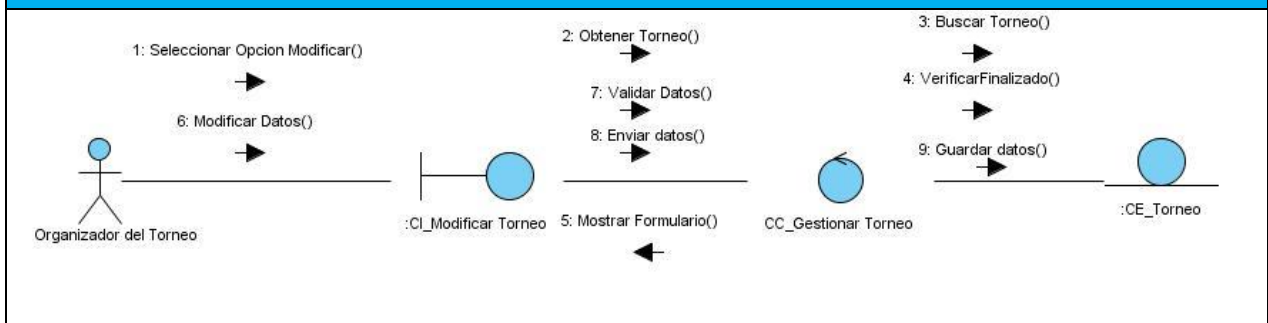 3: Buscar Torneo()
2: Obtener Torneo()
1: Seleccionar Opcion Modificar()
4: VerificarFinalizado()
7: Validar Datos()
6: Modificar Datos()
8: Enviar datos()
9: Guardar datos()
:CI_Modificar Torneo
5: Mostrar Formulario()
CC_Gestionar Torneo
:CE_Torneo
Organizador del Torneo